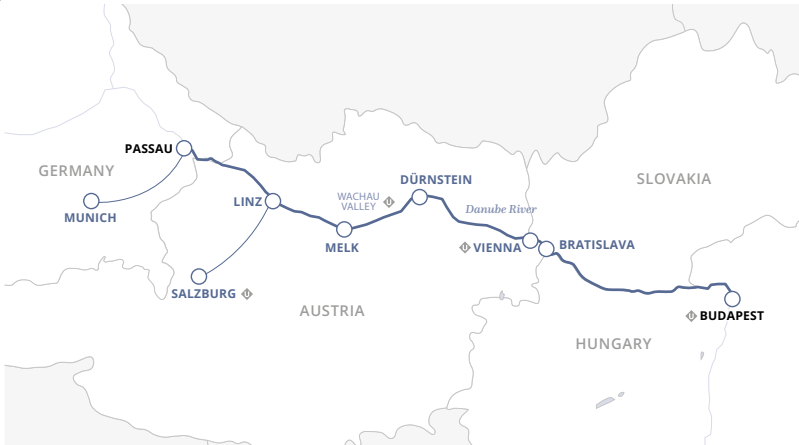 PASSAU
GERMANY
MUNICH
LINZ
SALZBURG
MELK
WACHAU
VALLEY
DÜRNSTEIN
Danube River
VIENNA
BRATISLAVA
SLOVAKIA
AUSTRIA
HUNGARY
BUDAPEST